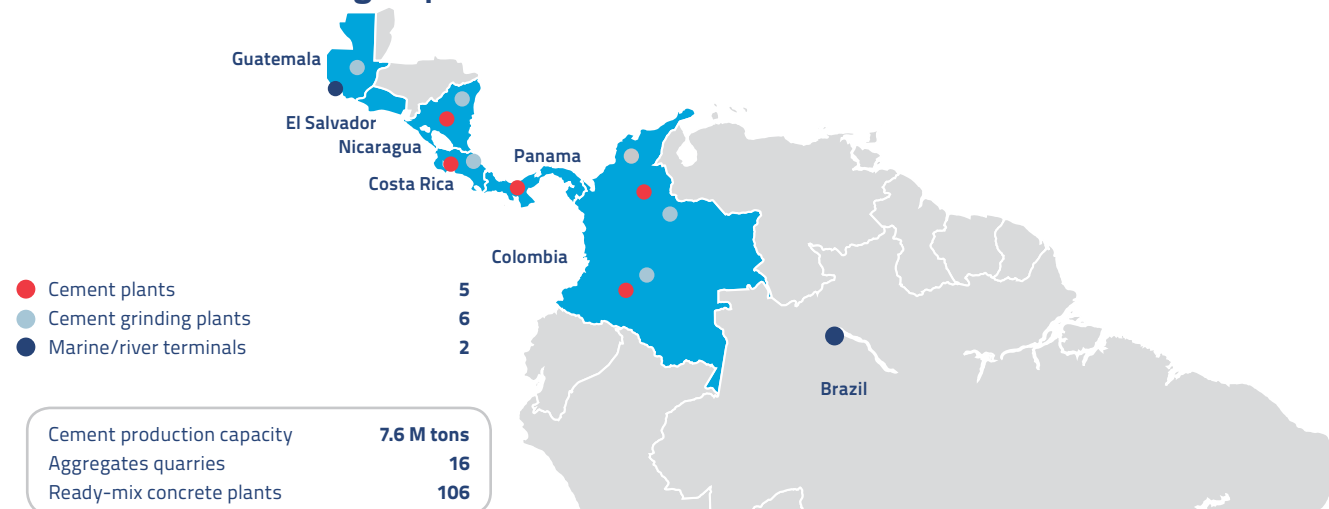 Guatemala
El Salvador
Nicaragua
Panama
Costa Rica
Colombia
Cement plants 5
Cement grinding plants 6
Marine/river terminals 2
Brazil
Cement production capacity 7.6 M tons
Aggregates quarries 16
Ready-mix concrete plants 106